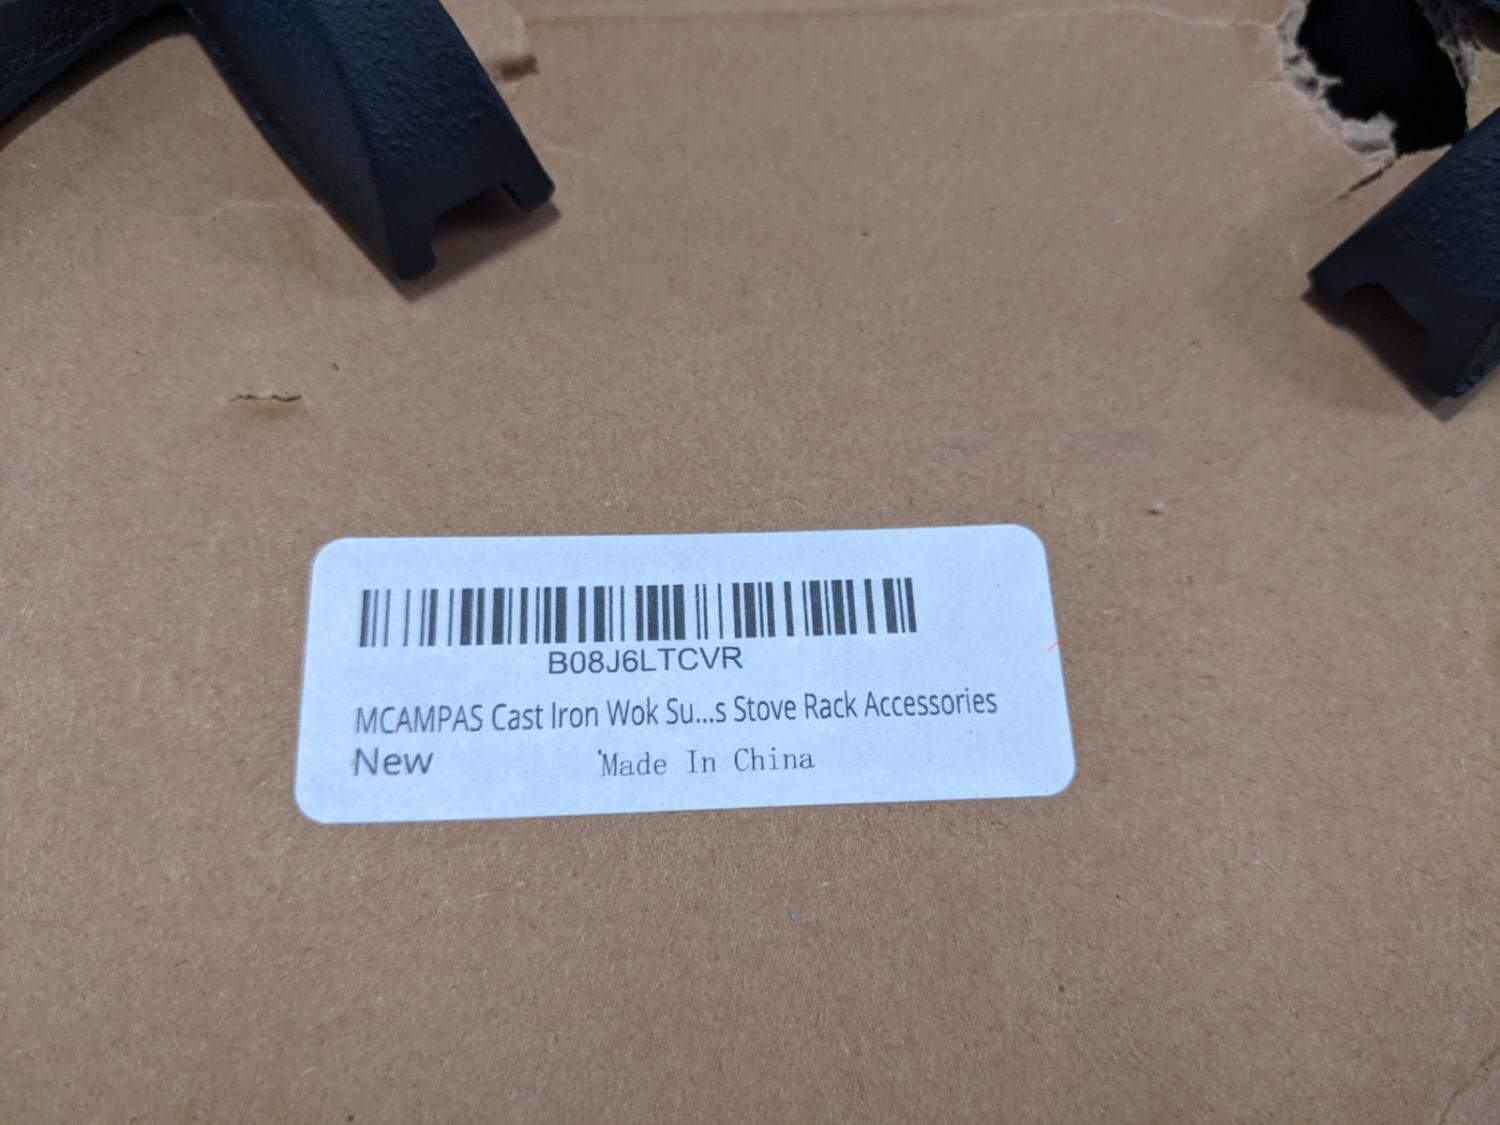 B08J6LTCVR
MCAMPAS Cast Iron Wok Su...s Stove Rack Accessories
New 'Made In China